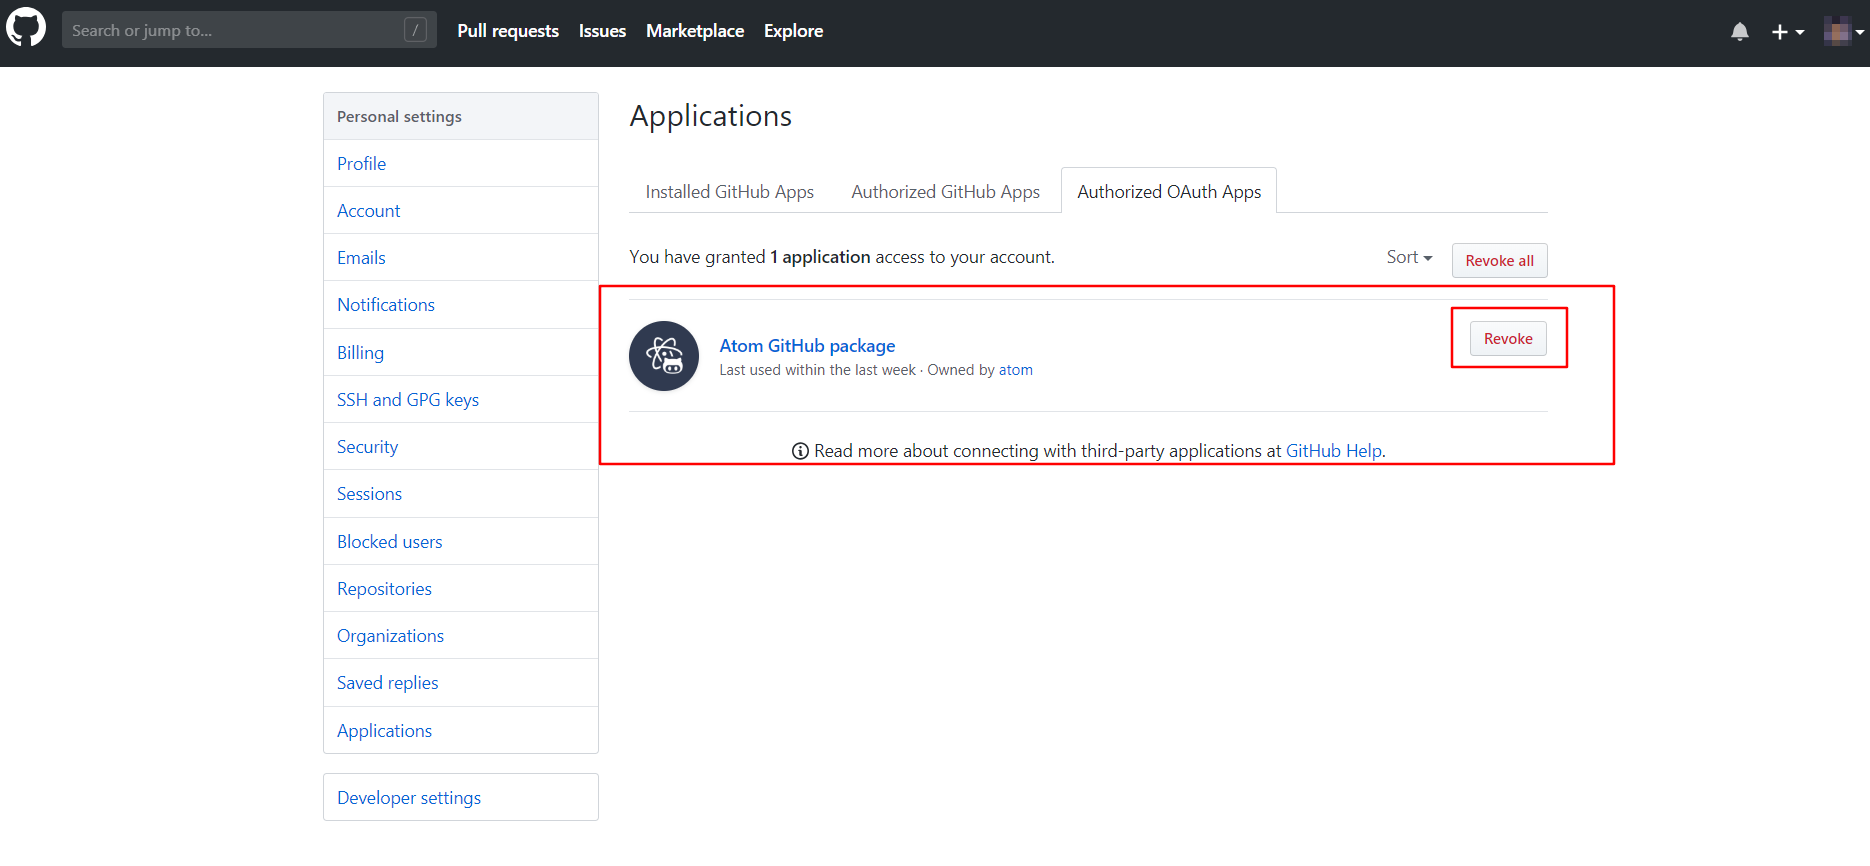 Search or jump to... /
Pull requests
Issues
Marketplace
Explore
Personal settings
Profile
Account
Emails
Notifications
Billing
SSH and GPG keys
Security
Sessions
Blocked users
Repositories
Organizations
Saved replies
Applications
Developer settings
Applications
Installed GitHub Apps
Authorized GitHub Apps
Authorized OAuth Apps
You have granted 1 application access to your account.
Sort
Revoke all
Atom GitHub package
Revoke
Last used within the last week · Owned by atom
Read more about connecting with third-party applications at GitHub Help.